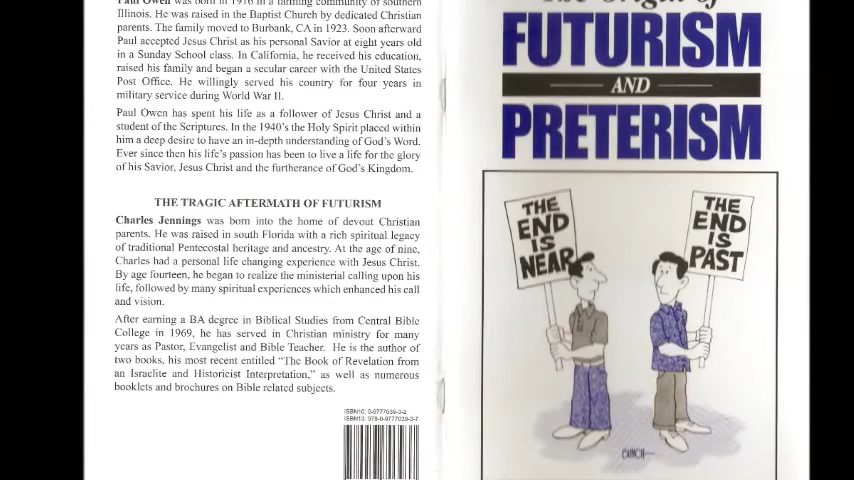 Paul Owen was born in 1916 in a farming community of southern
Illinois. He was raised in the Baptist Church by dedicated Christian
parents. The family moved to Burbank, CA in 1923. Soon afterward
Paul accepted Jesus Christ as his personal Savior at eight years old
in a Sunday School class. In California, he received his education,
raised his family and began a secular career with the United States
Post Office. He willingly served his country for four years in
military service during World War II.
Paul Owen has spent his life as a follower of Jesus Christ and a
student of the Scriptures. In the 1940's the Holy Spirit placed within
him a deep desire to have an in-depth understanding of God's Word.
Ever since then his life's passion has been to live a life for the glory
of his Savior, Jesus Christ and the furtherance of God's Kingdom.
THE TRAGIC AFTERMATH OF FUTURISM
Charles Jennings was born into the home of devout Christian
parents. He was raised in south Florida with a rich spiritual legacy
of traditional Pentecostal heritage and ancestry. At the age of nine,
Charles had a personal life changing experience with Jesus Christ.
By age fourteen, he began to realize the ministerial calling upon his
life, followed by many spiritual experiences which enhanced his call
and vision.
After earning a BA degree in Biblical Studies from Central Bible
College in 1969, he has served in Christian ministry for many
years as Pastor, Evangelist and Bible Teacher. He is the author of
two books, his most recent entitled “The Book of Revelation from
an Israelite and Historicist Interpretation,” as well as numerous
booklets and brochures on Bible related subjects.
ISBN10: 0-9777039-3-2
ISBN13: 978-0-9777039-3-7
The Origin of
FUTURISM
AND
PRETERISM
THE
END
IS
NEAR
THE
END
IS
PAST